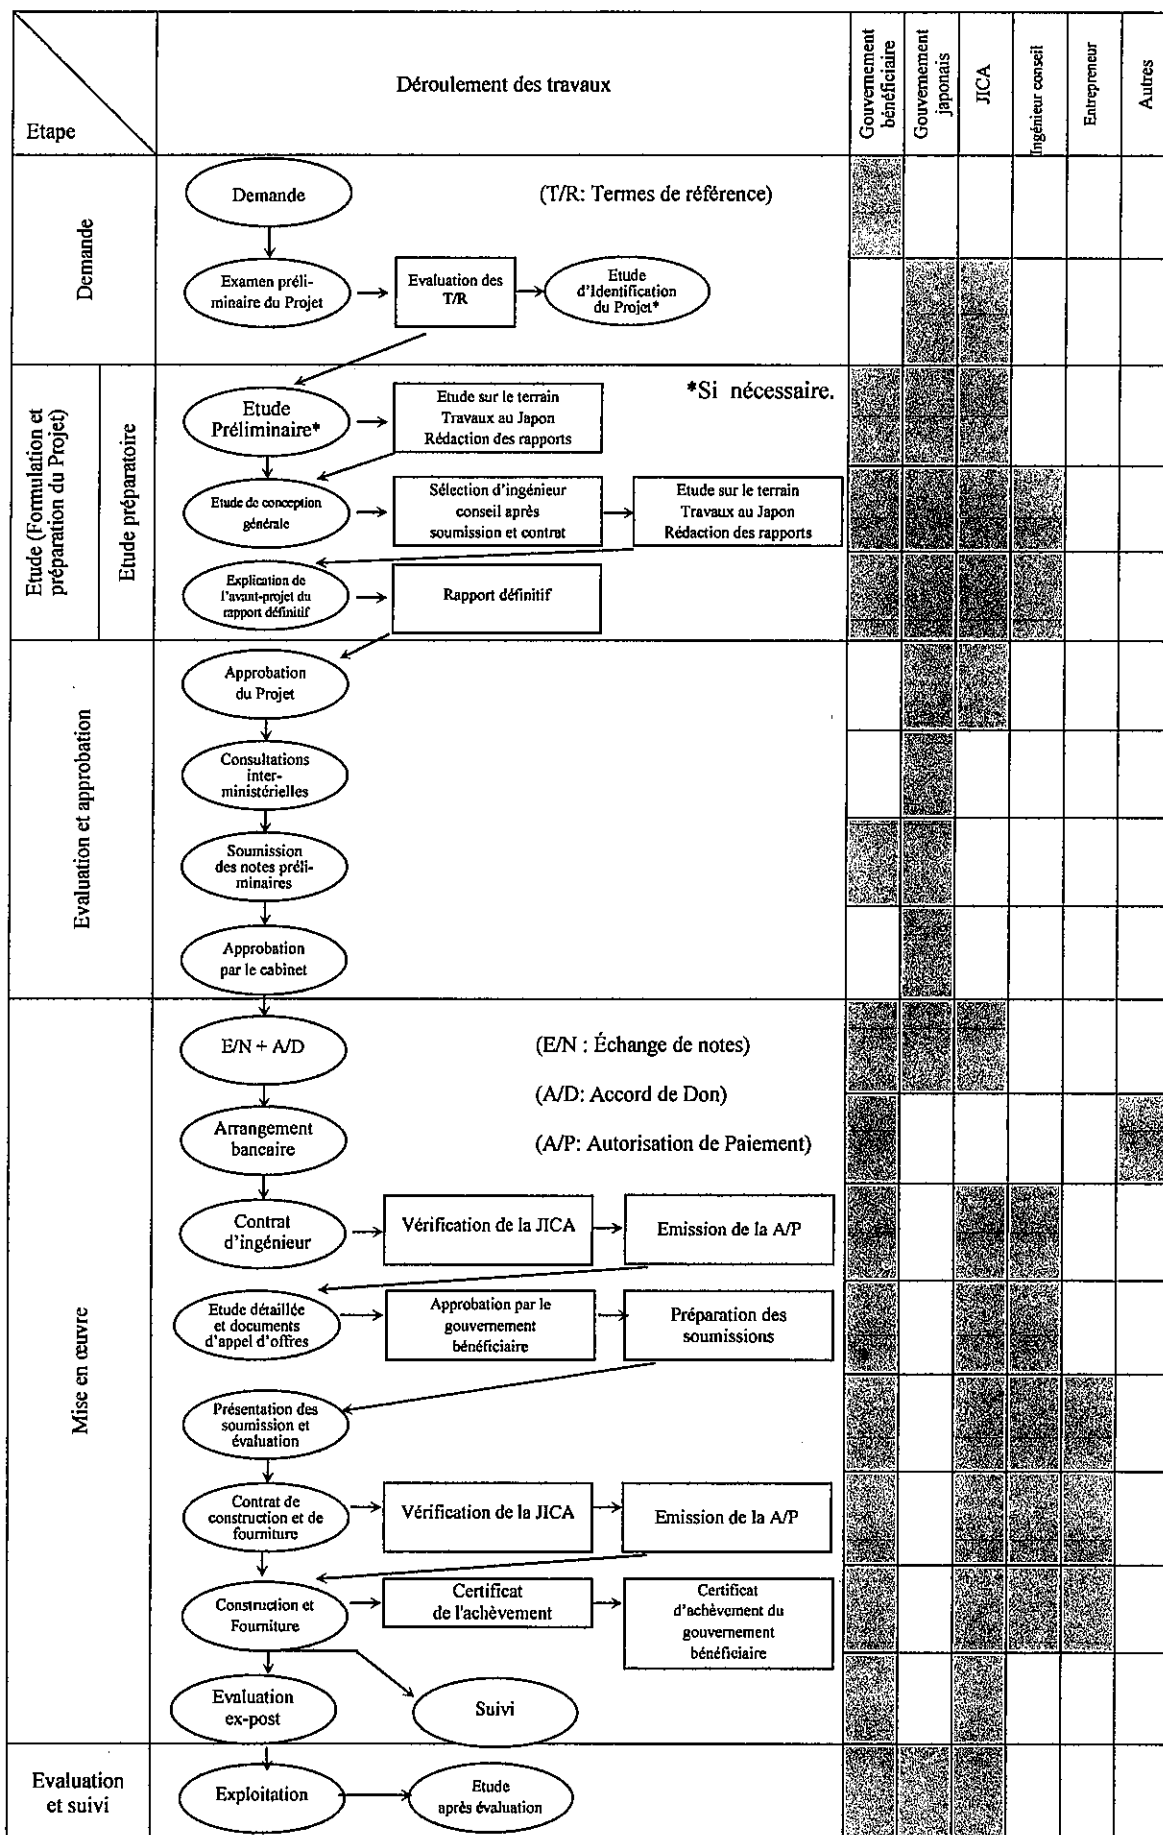 Etape
Déroulement des travaux
Gouvernement
bénéficiaire
Gouvernement
japonais
JICA
Ingénieur conseil
Entrepreneur
Autres
Demande
Demande
(T/R: Termes de référence)
Examen préli-
minaire du Projet
Evaluation des
T/R
Etude
d'Identification
du Projet*
Etude (Formulation et
préparation du Projet)
Etude préparatoire
Etude
Préliminaire*
Etude sur le terrain
Travaux au Japon
Rédaction des rapports
*Si nécessaire.
Etude de conception
générale
Sélection d'ingénieur
conseil après
soumission et contrat
Etude sur le terrain
Travaux au Japon
Rédaction des rapports
Explication de
l'avant-projet du
rapport définitif
Rapport définitif
Evaluation et approbation
Approbation
du Projet
Consultations
inter-
ministérielles
Soumission
des notes préli-
minaires
Approbation
par le cabinet
Mise en œuvre
E/N + A/D
(E/N : Échange de notes)
(A/D: Accord de Don)
Arrangement
bancaire
(A/P: Autorisation de Paiement)
Contrat
d'ingénieur
Vérification de la JICA
Emission de la A/P
Etude détaillée
et documents
d'appel d'offres
Approbation par le
gouvernement
bénéficiaire
Préparation des
soumissions
Présentation des
soumission et
évaluation
Contrat de
construction et de
fourniture
Vérification de la JICA
Emission de la A/P
Construction et
Fourniture
Certificat
de l'achèvement
Certificat
d'achèvement du
gouvernement
bénéficiaire
Evaluation
ex-post
Suivi
Evaluation
et suivi
Exploitation
Etude
après évaluation